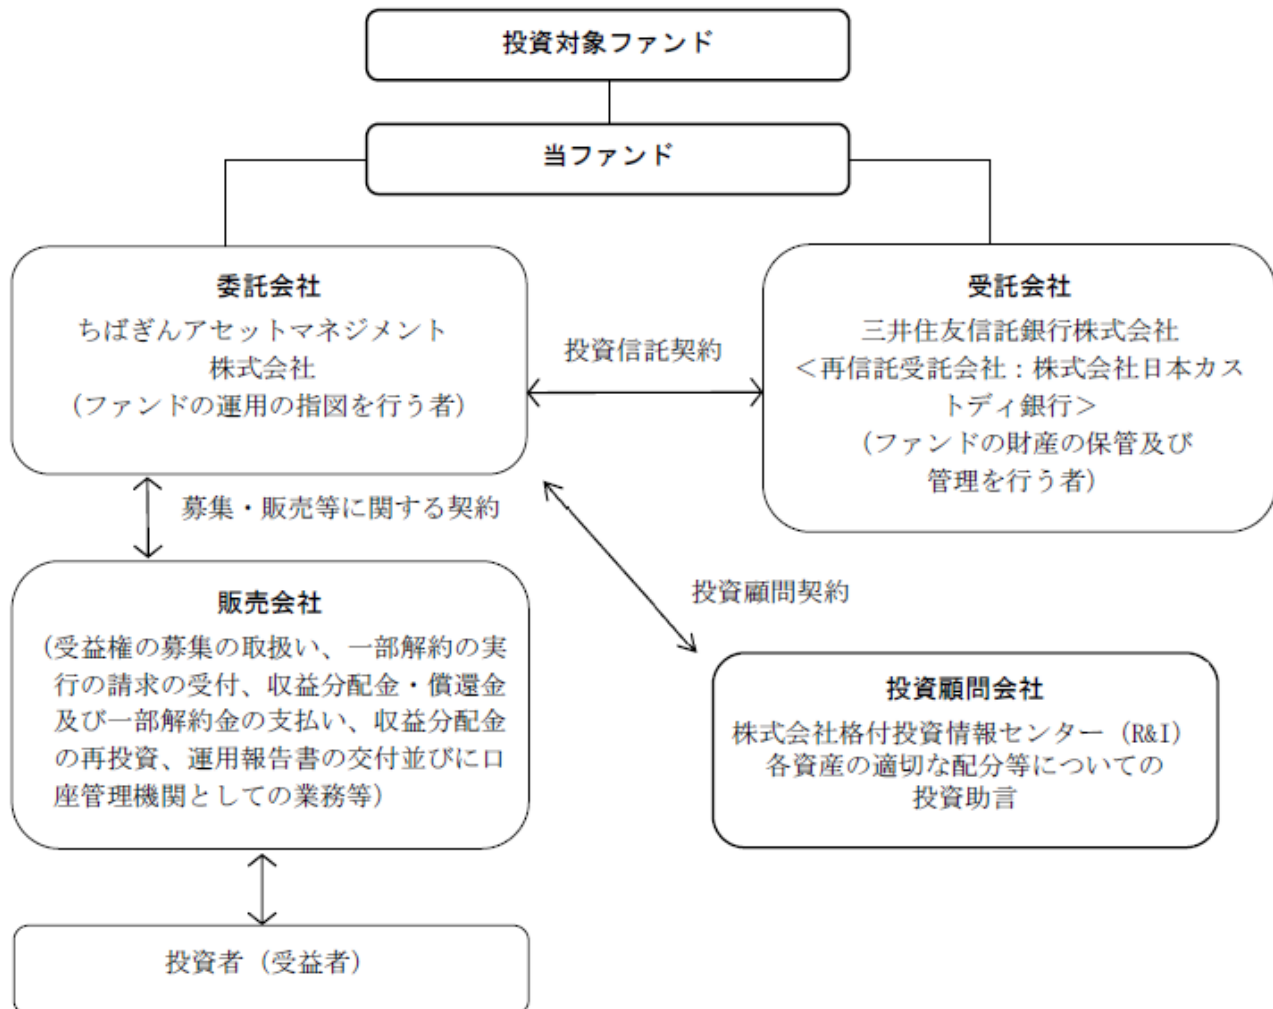 投資対象ファンド
当ファンド
委託会社
ちばぎんアセットマネジメント
株式会社
（ファンドの運用の指図を行う者）
投資信託契約
受託会社
三井住友信託銀行株式会社
＜再信託受託会社：株式会社日本カス
トディ銀行＞
（ファンドの財産の保管及び
管理を行う者）
募集・販売等に関する契約
投資顧問契約
販売会社
（受益権の募集の取扱い、一部解約の実
行の請求の受付、収益分配金・償還金
及び一部解約金の支払い、収益分配金
の再投資、運用報告書の交付並びに口
座管理機関としての業務等）
投資顧問会社
株式会社格付投資情報センター（R&I）
各資産の適切な配分等についての
投資助言
投資者（受益者）